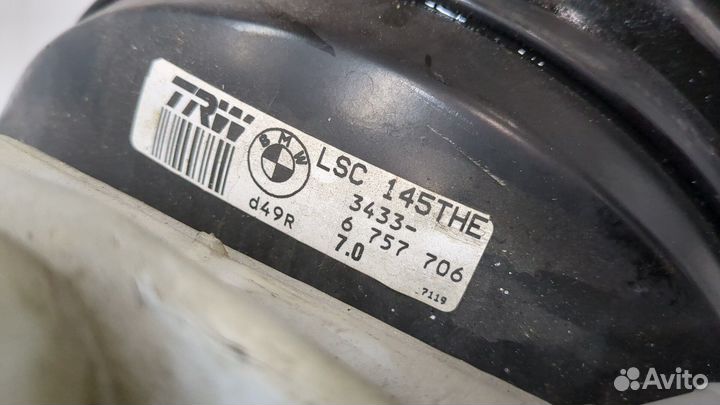 TRW
BMW
LSC 145THE
d49R
3433-
6 757 706
7.0
7119
Avito